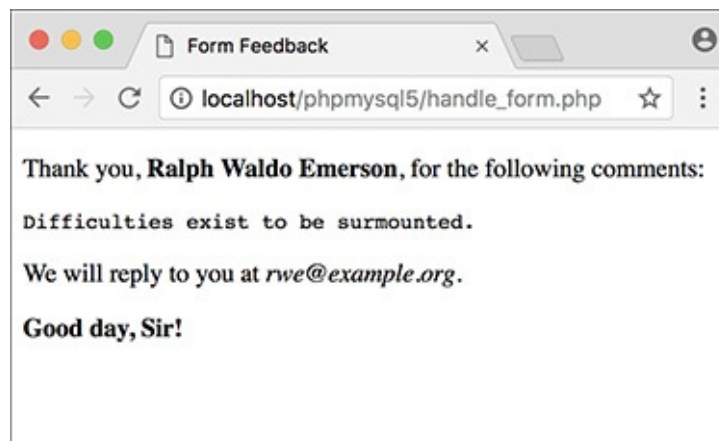 Form Feedback
localhost/phpmysql5/handle_form.php
Thank you, Ralph Waldo Emerson, for the following comments:
Difficulties exist to be surmounted.
We will reply to you at rwe@example.org.
Good day, Sir!